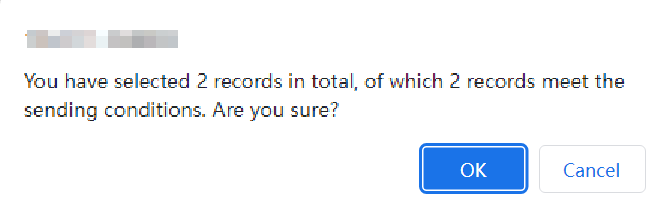 You have selected 2 records in total, of which 2 records meet the
sending conditions. Are you sure?
OK
Cancel